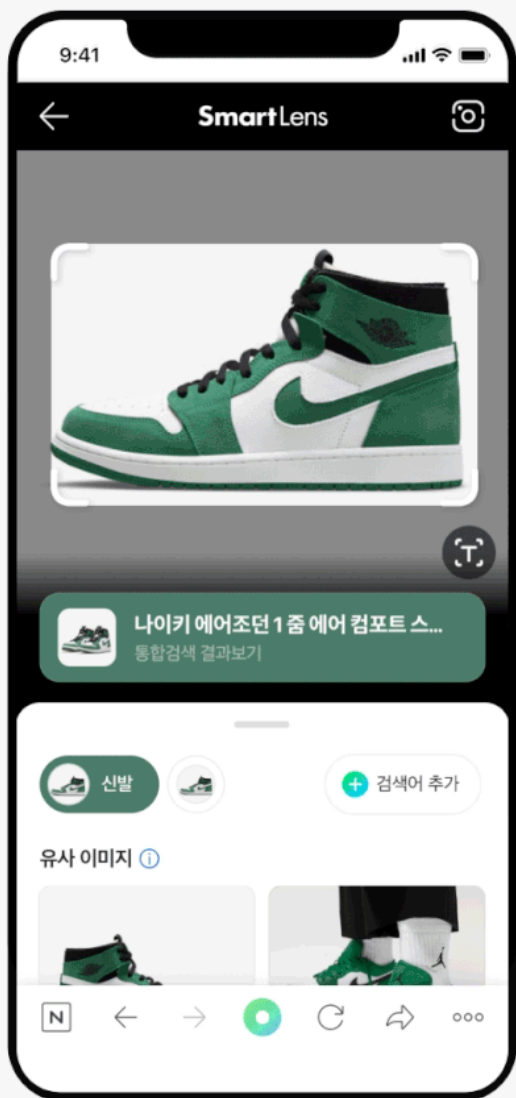 9:41
SmartLens
나이키 에어조던 1 줌 에어 컴포트 스...
통합검색 결과보기
신발
검색어 추가
유사 이미지
N